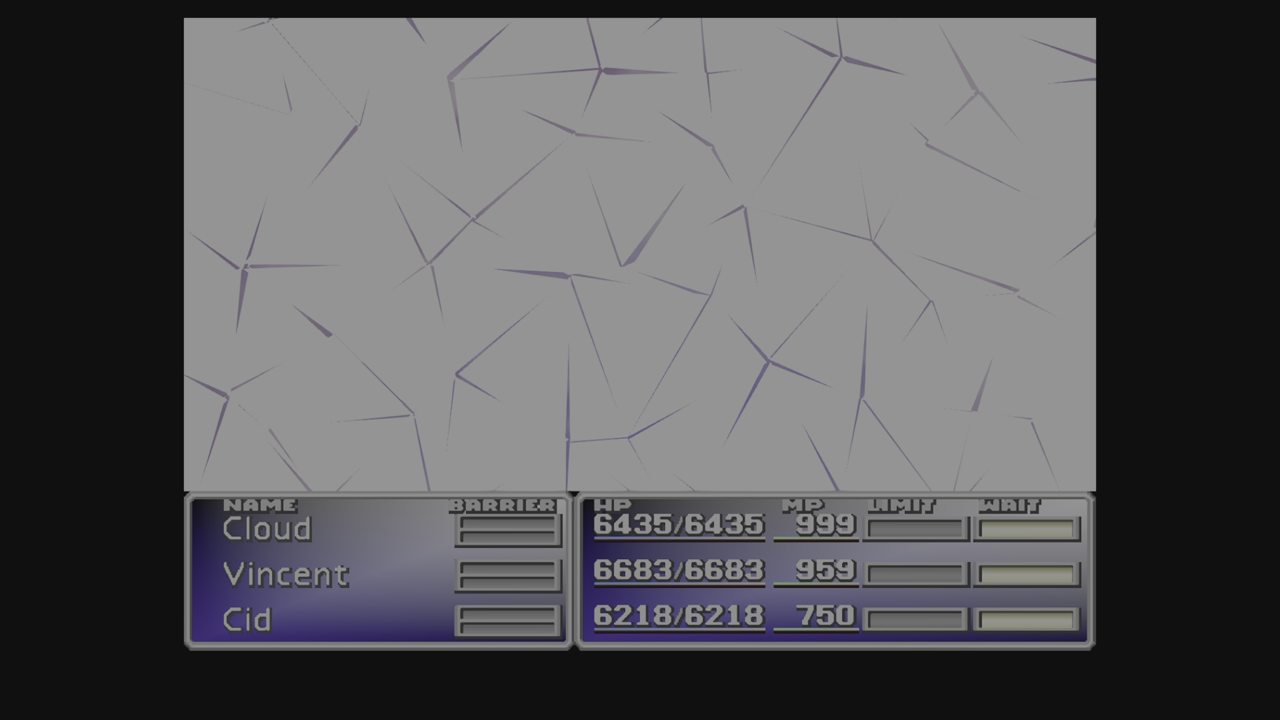 NAME BARRIER HP MP LIMIT WAIT
Cloud 6435/6435 999
Vincent 6683/6683 959
Cid 6218/6218 750